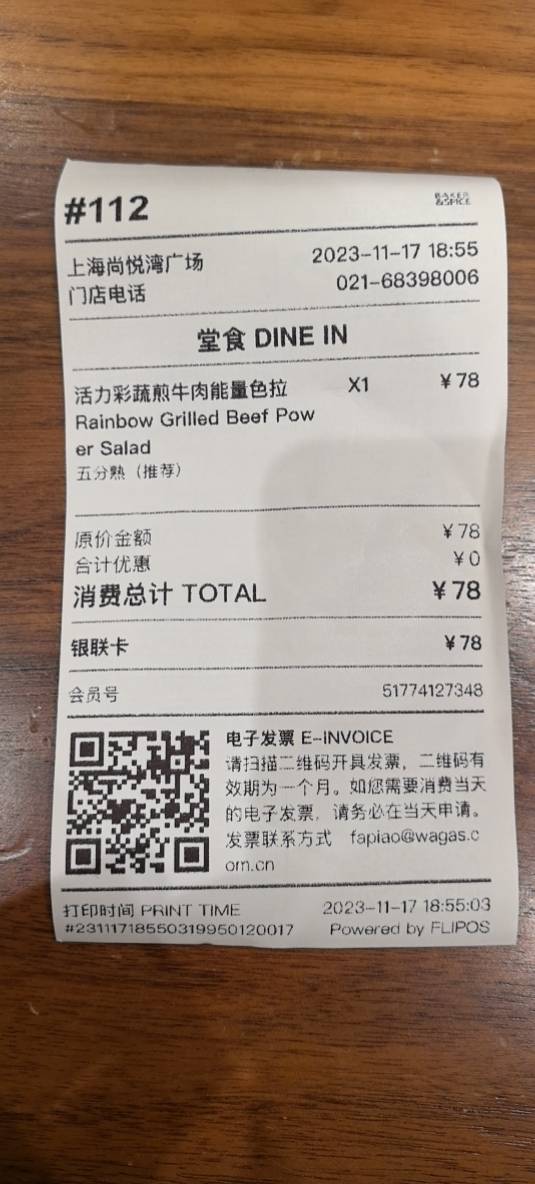 #112
BAKER
&SPICE
上海尚悦湾广场 2023-11-17 18:55
门店电话 021-68398006
堂食 DINE IN
活力彩蔬煎牛肉能量色拉 X1 ¥78
Rainbow Grilled Beef Pow
er Salad
五分熟（推荐）
原价金额 ¥78
合计优惠 ¥0
消费总计 TOTAL ¥78
银联卡 ¥78
会员号 51774127348
电子发票 E-INVOICE
请扫描二维码开具发票，二维码有
效期为一个月。如您需要消费当天
的电子发票，请务必在当天申请。
发票联系方式 fapiao@wagas.c
om.cn
打印时间 PRINT TIME 2023-11-17 18:55:03
#23111718550319950120017 Powered by FLIPOS